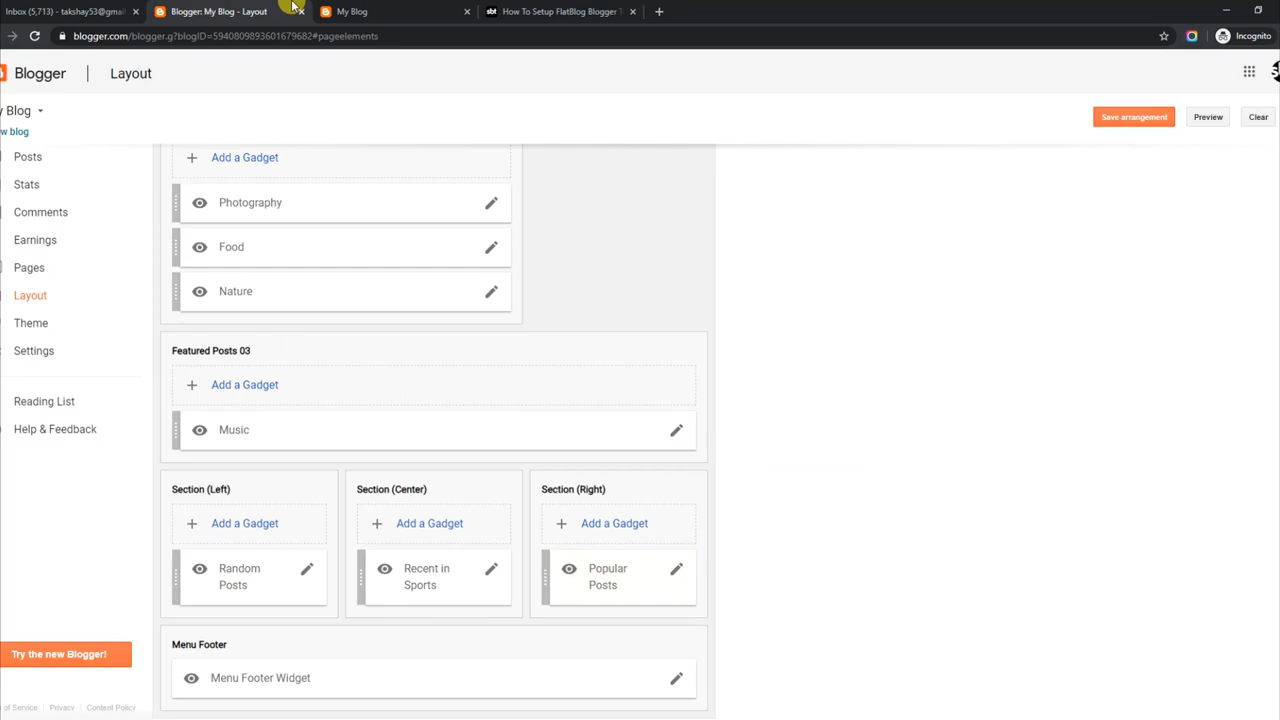 Inbox (5,713) - takshay53@gmail
Blogger: My Blog - Layout
My Blog
sbt How To Setup FlatBlog Blogger T
blogger.com/blogger.g?blogID=5940809893601679682#pageelements
Incognito
Blogger | Layout
y Blog
w blog
Save arrangement
Preview
Clear
Posts
Stats
Comments
Earnings
Pages
Layout
Theme
Settings
Reading List
Help & Feedback
Try the new Blogger!
of Service
Privacy
Content Policy
Add a Gadget
Photography
Food
Nature
Featured Posts 03
Add a Gadget
Music
Section (Left)
Add a Gadget
Random
Posts
Section (Center)
Add a Gadget
Recent in
Sports
Section (Right)
Add a Gadget
Popular
Posts
Menu Footer
Menu Footer Widget